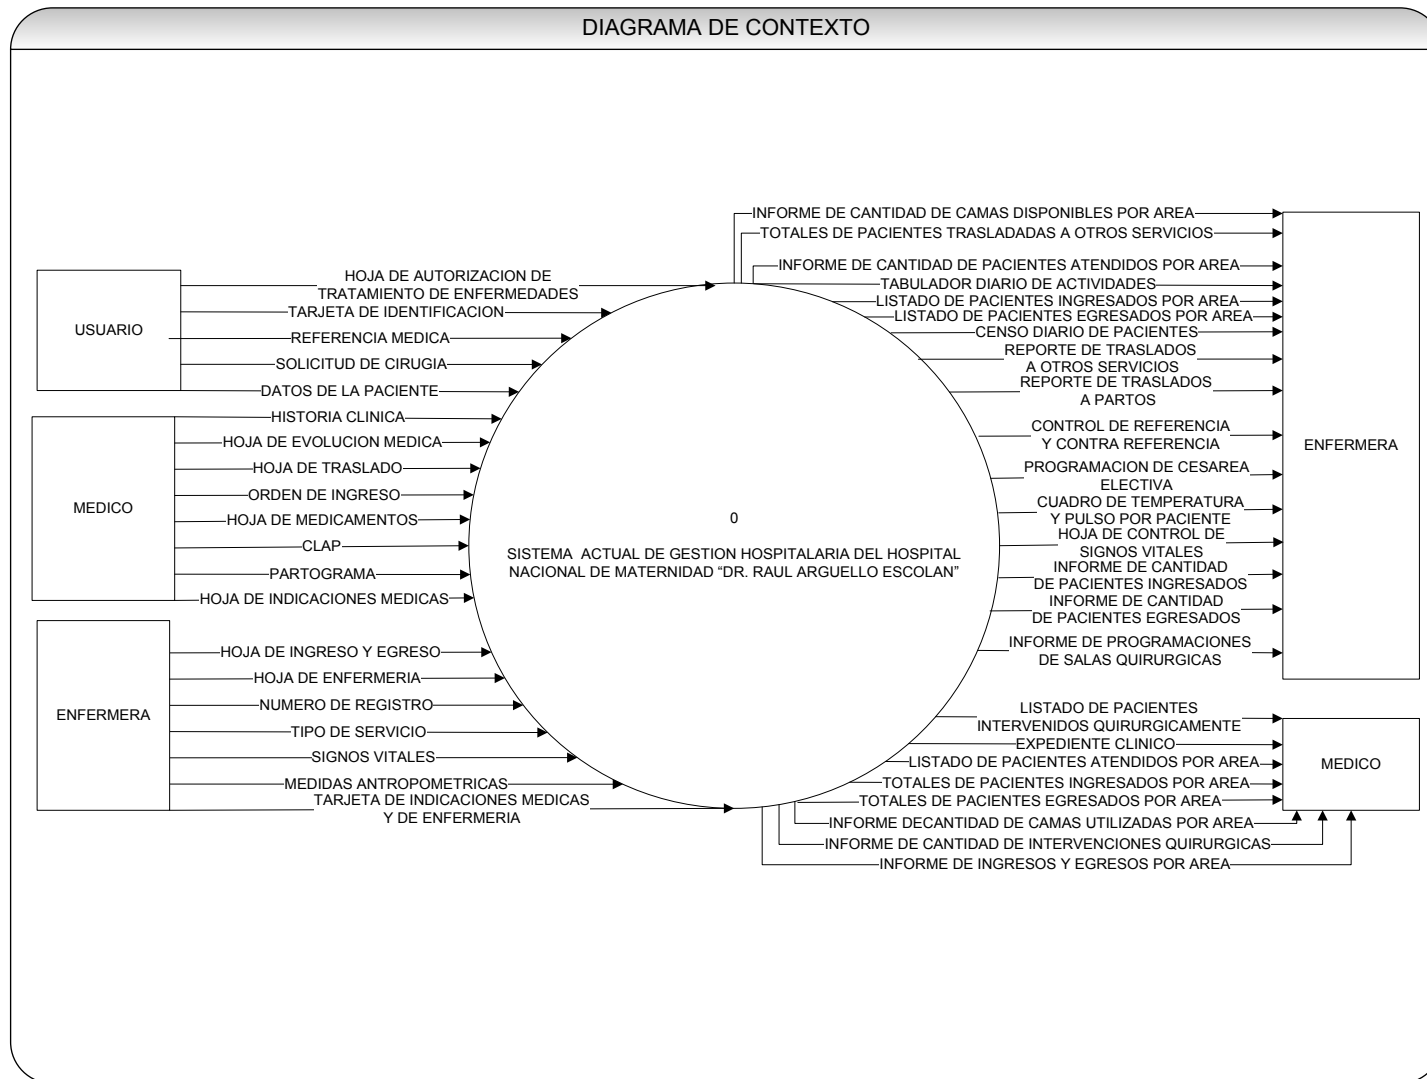 DIAGRAMA DE CONTEXTO
USUARIO
HOJA DE AUTORIZACION DE
TRATAMIENTO DE ENFERMEDADES
TARJETA DE IDENTIFICACION
REFERENCIA MEDICA
SOLICITUD DE CIRUGIA
DATOS DE LA PACIENTE
MEDICO
HISTORIA CLINICA
HOJA DE EVOLUCION MEDICA
HOJA DE TRASLADO
ORDEN DE INGRESO
HOJA DE MEDICAMENTOS
CLAP
PARTOGRAMA
HOJA DE INDICACIONES MEDICAS
ENFERMERA
HOJA DE INGRESO Y EGRESO
HOJA DE ENFERMERIA
NUMERO DE REGISTRO
TIPO DE SERVICIO
SIGNOS VITALES
MEDIDAS ANTROPOMETRICAS
TARJETA DE INDICACIONES MEDICAS
Y DE ENFERMERIA
0
SISTEMA ACTUAL DE GESTION HOSPITALARIA DEL HOSPITAL
NACIONAL DE MATERNIDAD “DR. RAUL ARGUELLO ESCOLAN”
INFORME DE CANTIDAD DE CAMAS DISPONIBLES POR AREA
TOTALES DE PACIENTES TRASLADADAS A OTROS SERVICIOS
INFORME DE CANTIDAD DE PACIENTES ATENDIDOS POR AREA
TABULADOR DIARIO DE ACTIVIDADES
LISTADO DE PACIENTES INGRESADOS POR AREA
LISTADO DE PACIENTES EGRESADOS POR AREA
CENSO DIARIO DE PACIENTES
REPORTE DE TRASLADOS
A OTROS SERVICIOS
REPORTE DE TRASLADOS
A PARTOS
CONTROL DE REFERENCIA
Y CONTRA REFERENCIA
PROGRAMACION DE CESAREA
ELECTIVA
CUADRO DE TEMPERATURA
Y PULSO POR PACIENTE
HOJA DE CONTROL DE
SIGNOS VITALES
INFORME DE CANTIDAD
DE PACIENTES INGRESADOS
INFORME DE CANTIDAD
DE PACIENTES EGRESADOS
INFORME DE PROGRAMACIONES
DE SALAS QUIRURGICAS
ENFERMERA
LISTADO DE PACIENTES
INTERVENIDOS QUIRURGICAMENTE
EXPEDIENTE CLINICO
LISTADO DE PACIENTES ATENDIDOS POR AREA
TOTALES DE PACIENTES INGRESADOS POR AREA
TOTALES DE PACIENTES EGRESADOS POR AREA
INFORME DECANTIDAD DE CAMAS UTILIZADAS POR AREA
INFORME DE CANTIDAD DE INTERVENCIONES QUIRURGICAS
INFORME DE INGRESOS Y EGRESOS POR AREA
MEDICO